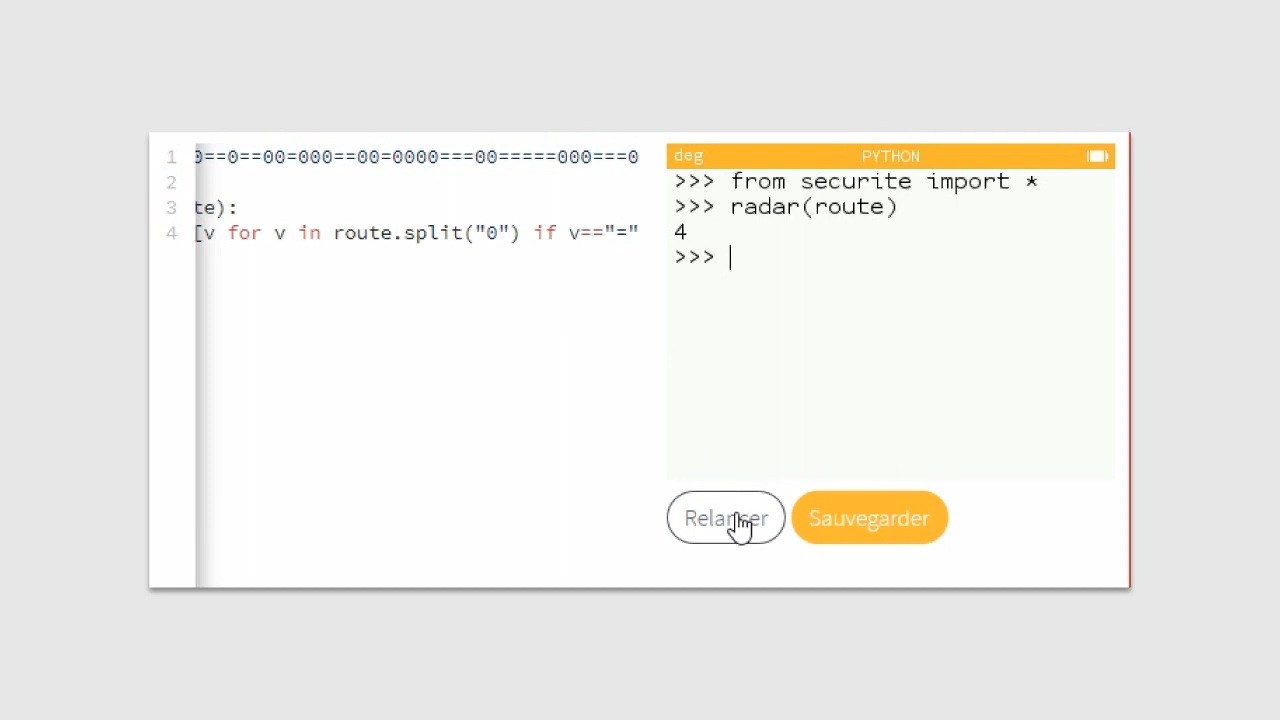 1 0==0==00=000==00=0000===00=====000===0
2
3 te):
4 [v for v in route.split("0") if v=="="
deg PYTHON
>>> from securite import *
>>> radar(route)
4
>>>
Relancer Sauvegarder